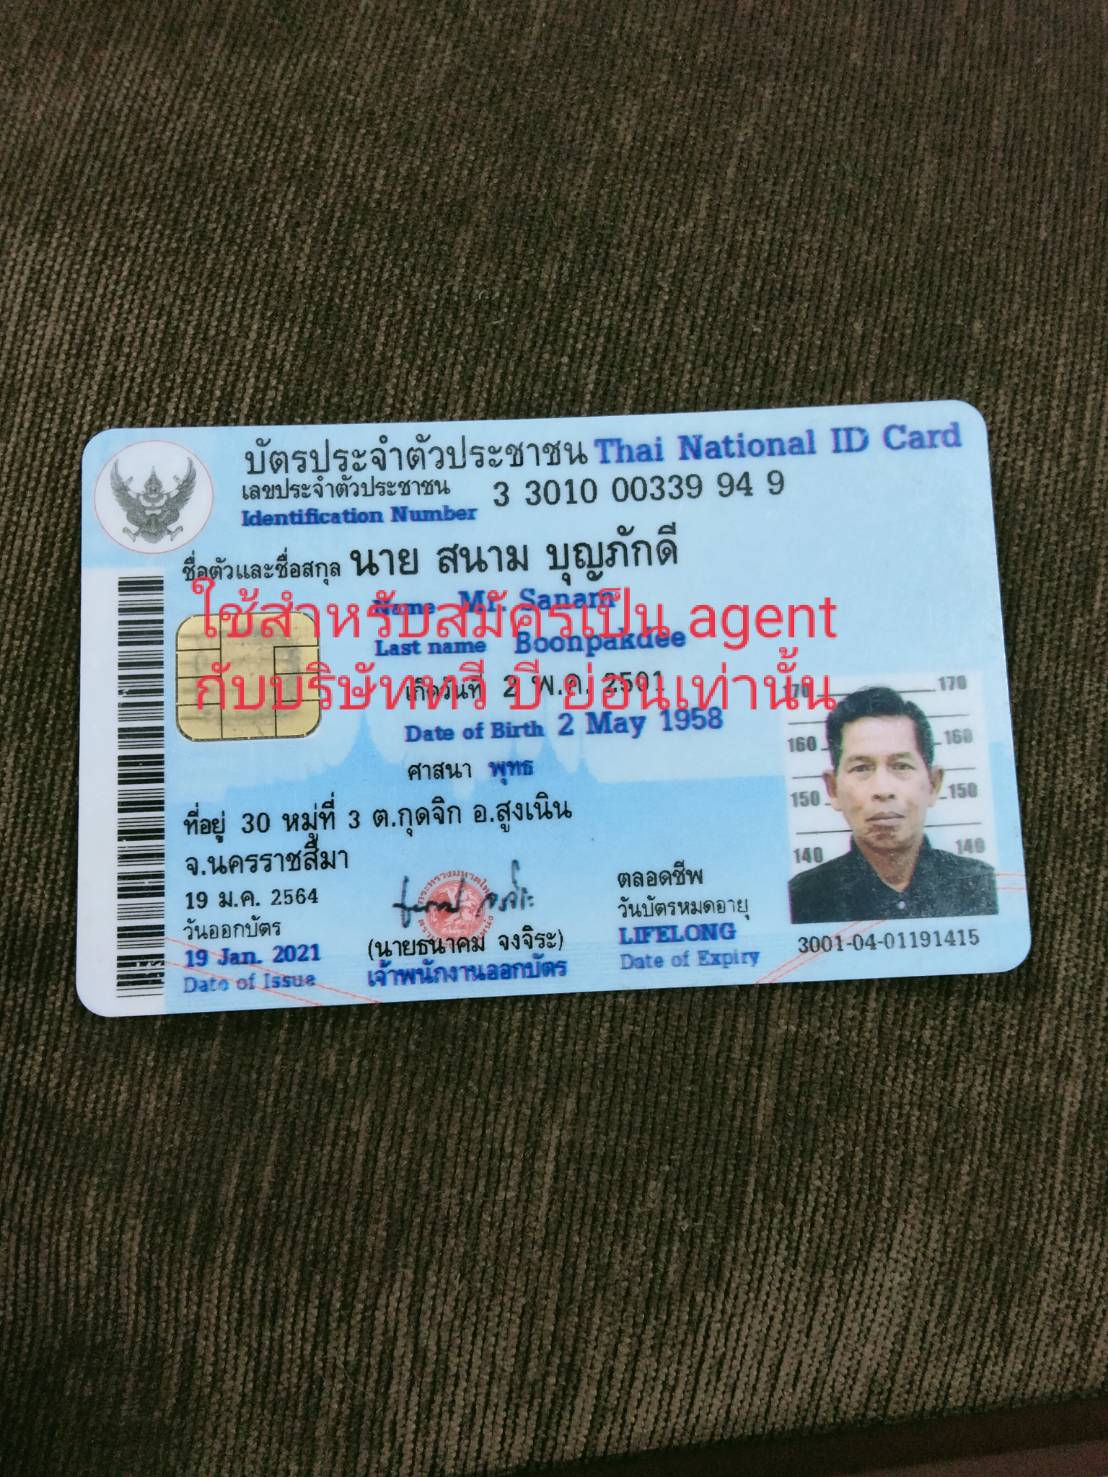 บัตรประจำตัวประชาชน Thai National ID Card
เลขประจำตัวประชาชน 3 3010 00339 94 9
Identification Number
ชื่อตัวและชื่อสกุล นาย สนาม บุญภักดี
Name Mr. Sanam
ใช้สำหรับสมัครเป็น agent
Last name Boonpakdee
เกิดวันที่ 2 พ.ค. 2501
กับบริษัททวี บี ย่อนเท่านั้น
Date of Birth 2 May 1958
ศาสนา พุทธ
ที่อยู่ 30 หมู่ที่ 3 ต.กุดจิก อ.สูงเนิน
จ.นครราชสีมา
19 ม.ค. 2564
วันออกบัตร
19 Jan. 2021
Date of Issue
(นายธนาคม จงจิระ)
เจ้าพนักงานออกบัตร
ตลอดชีพ
วันบัตรหมดอายุ
LIFELONG
Date of Expiry
170 170
160 160
150 150
140 140
3001-04-01191415